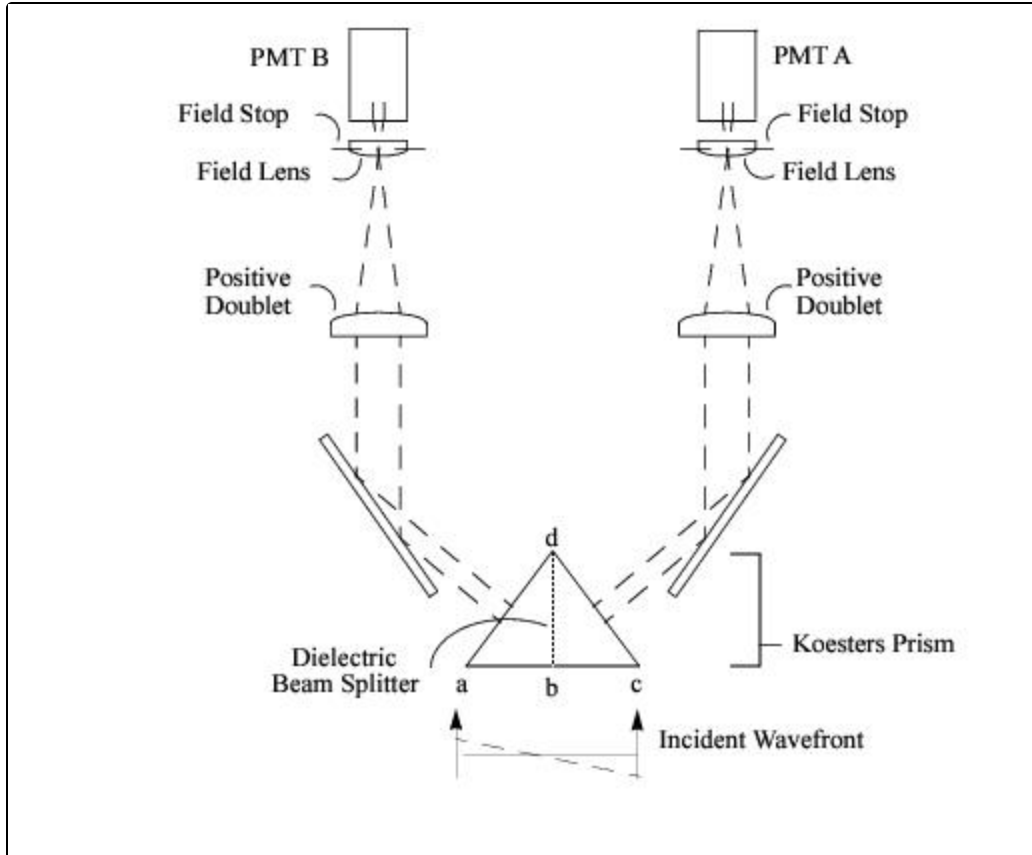 PMT B
PMT A
Field Stop
Field Stop
Field Lens
Field Lens
Positive
Doublet
Positive
Doublet
d
Dielectric
Beam Splitter
Koesters Prism
a
b
c
Incident Wavefront